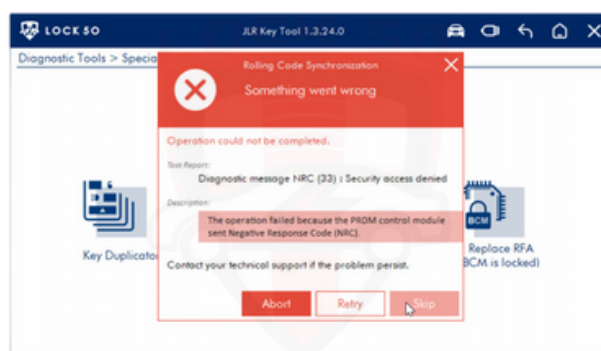 LOCK 50
JLR Key Tool 1.3.24.0
Diagnostic Tools > Specia
Rolling Code Synchronization
Something went wrong
Operation could not be completed.
Task Report:
Diagnostic message NRC (33) : Security access denied
Description:
The operation failed because the PRDM control module
sent Negative Response Code (NRC).
Contact your technical support if the problem persist.
Abort
Retry
Skip
Key Duplicato
BCM
Replace RFA
BCM is locked)